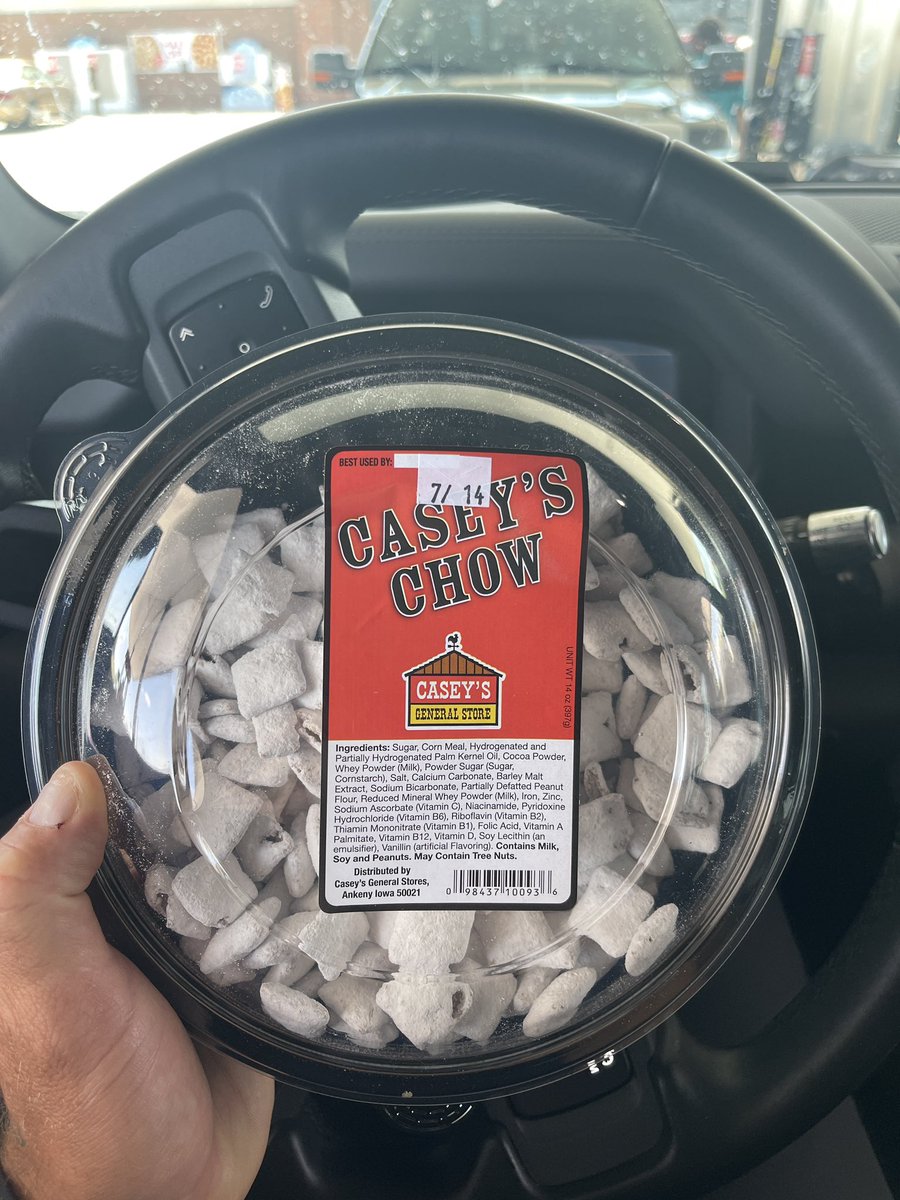 BEST USED BY:
7/ 14
CASEY'S
CHOW
CASEY'S
GENERAL STORE
UNIT WT 14 oz (397g)
Ingredients: Sugar, Corn Meal, Hydrogenated and
Partially Hydrogenated Palm Kernel Oil, Cocoa Powder,
Whey Powder (Milk), Powder Sugar (Sugar,
Cornstarch), Salt, Calcium Carbonate, Barley Malt
Extract, Sodium Bicarbonate, Partially Defatted Peanut
Flour, Reduced Mineral Whey Powder (Milk), Iron, Zinc,
Sodium Ascorbate (Vitamin C), Niacinamide, Pyridoxine
Hydrochloride (Vitamin B6), Riboflavin (Vitamin B2),
Thiamin Mononitrate (Vitamin B1), Folic Acid, Vitamin A
Palmitate, Vitamin B12, Vitamin D, Soy Lecithin (an
emulsifier), Vanillin (artificial Flavoring). Contains Milk,
Soy and Peanuts. May Contain Tree Nuts.
Distributed by
Casey's General Stores,
Ankeny Iowa 50021
0 98437 10093 6